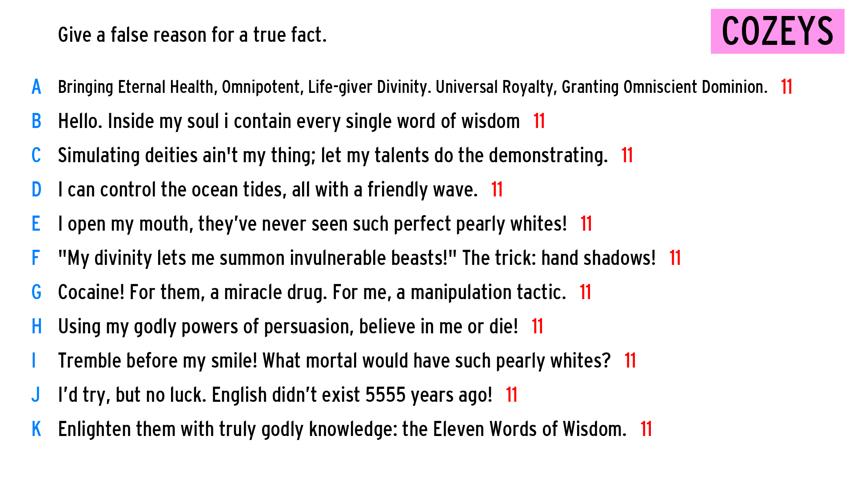 Give a false reason for a true fact.
COZEYS
A Bringing Eternal Health, Omnipotent, Life-giver Divinity. Universal Royalty, Granting Omniscient Dominion. 11
B Hello. Inside my soul i contain every single word of wisdom 11
C Simulating deities ain't my thing; let my talents do the demonstrating. 11
D I can control the ocean tides, all with a friendly wave. 11
E I open my mouth, they've never seen such perfect pearly whites! 11
F "My divinity lets me summon invulnerable beasts!" The trick: hand shadows! 11
G Cocaine! For them, a miracle drug. For me, a manipulation tactic. 11
H Using my godly powers of persuasion, believe in me or die! 11
I Tremble before my smile! What mortal would have such pearly whites? 11
J I'd try, but no luck. English didn't exist 5555 years ago! 11
K Enlighten them with truly godly knowledge: the Eleven Words of Wisdom. 11